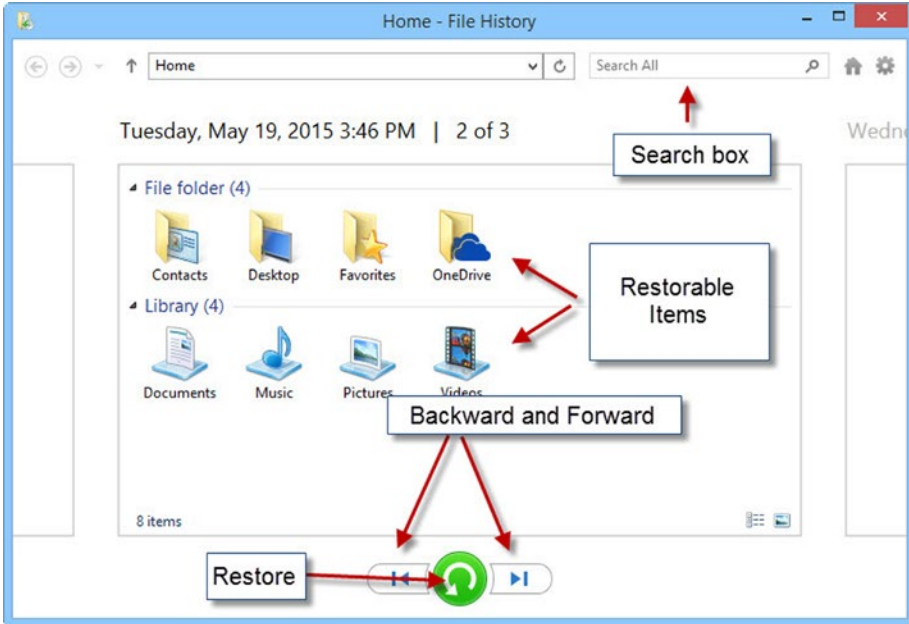 Home - File History
Home
Search All
Tuesday, May 19, 2015 3:46 PM | 2 of 3
Wedn
Search box
File folder (4)
Contacts
Desktop
Favorites
OneDrive
Restorable
Items
Library (4)
Documents
Music
Pictures
Videos
Backward and Forward
8 items
Restore